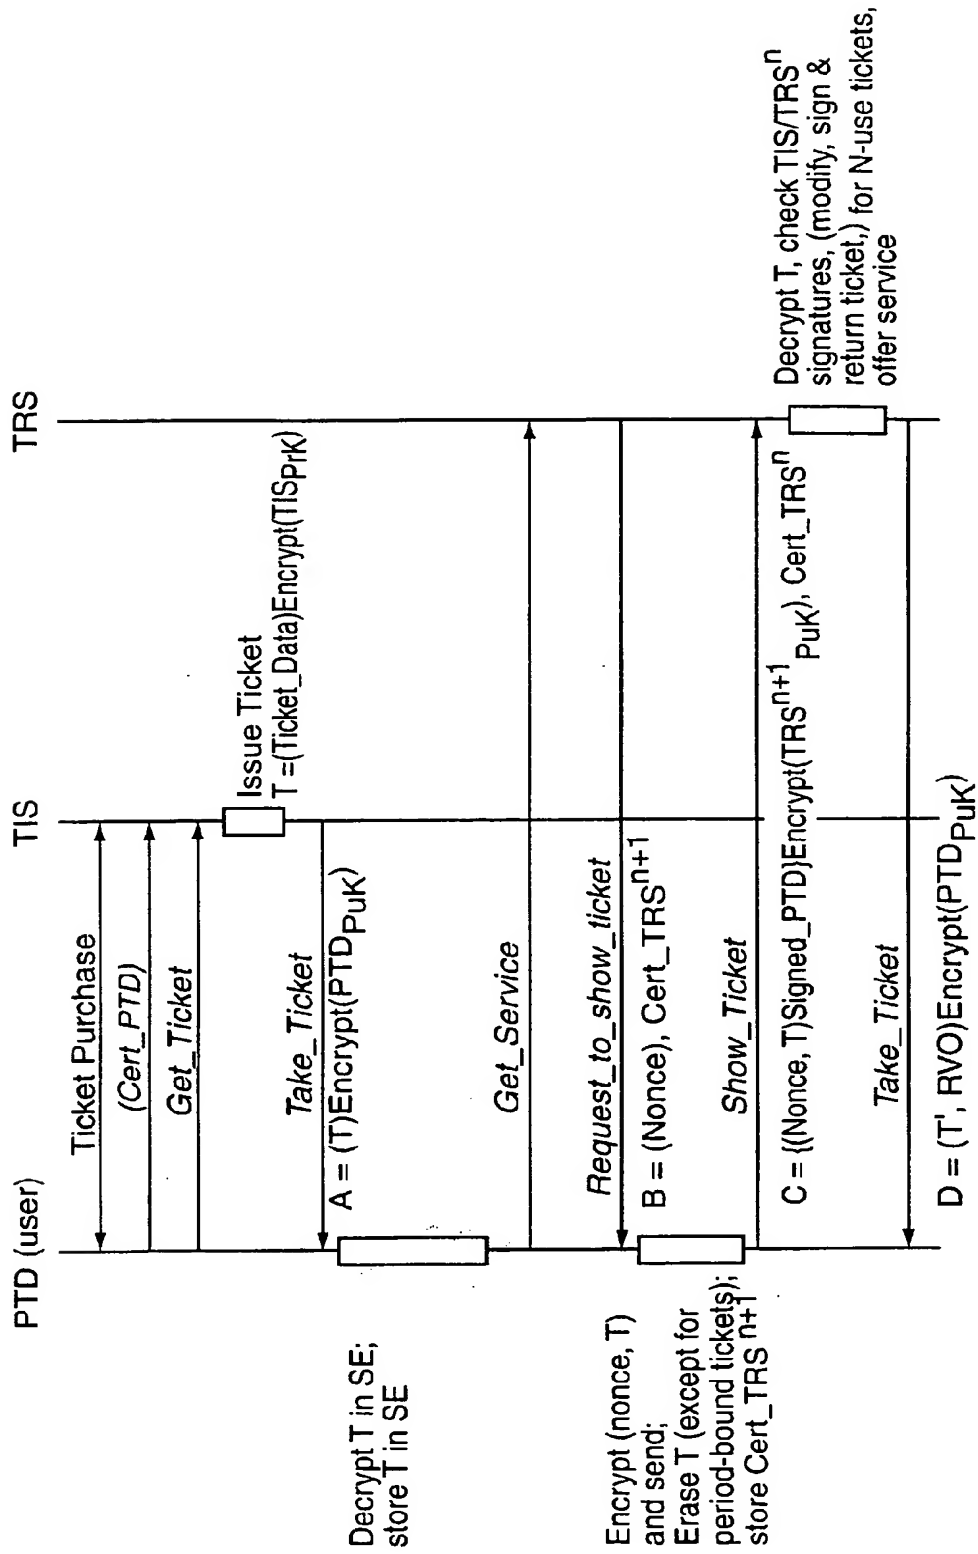 PTD (user)
TIS
TRS
Ticket Purchase
(Cert_PTD)
Get_Ticket
Issue Ticket
T =(Ticket_Data)Encrypt(TISPrK)
Take_Ticket
A = (T)Encrypt(PTDPuK)
Decrypt T in SE;
store T in SE
Get_Service
Request_to_show_ticket
B = (Nonce), Cert_TRSn+1
Encrypt (nonce, T)
and send;
Erase T (except for
period-bound tickets);
store Cert_TRS n+1
Show_Ticket
C = {(Nonce, T)Signed_PTD}Encrypt(TRSn+1PuK), Cert_TRSn
Decrypt T, check TIS/TRSn
signatures, (modify, sign &
return ticket,) for N-use tickets,
offer service
Take_Ticket
D = (T', RVO)Encrypt(PTDPuK)